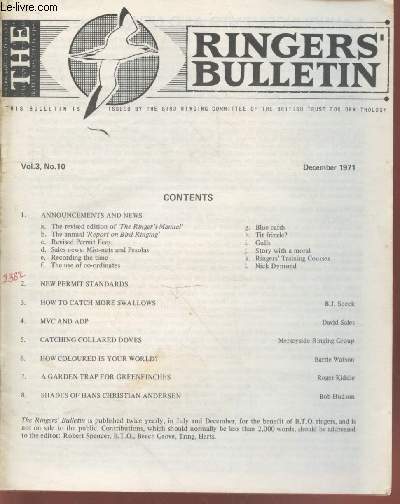 Le-livre.com
THE RINGERS' BULLETIN
THIS BULLETIN IS ISSUED BY THE BIRD RINGING COMMITTEE OF THE BRITISH TRUST FOR ORNITHOLOGY
Vol.3, No.10 December 1971
CONTENTS
1. ANNOUNCEMENTS AND NEWS
a. The revised edition of 'The Ringer's Manual'
b. The annual 'Report on Bird Ringing'
c. Revised Permit Fees
d. Sales news: Mist-nets and Pesolas
e. Recording the time
f. The use of co-ordinates
g. Blue
h. Tit frizzle?
i. Gulls
j. Story with a moral
k. Ringers' Training Courses
l. Nick Dymond
3382
2. NEW PERMIT STANDARDS
3. HOW TO CATCH MORE SWALLOWS B.J. Speek
4. MVC AND ADP David Sales
5. CATCHING COLLARED DOVES Merseyside Ringing Group
6. HOW COLOURED IS YOUR WORLD? Barrie Watson
7. A GARDEN TRAP FOR GREENFINCHES Roger Kiddie
8. SHADES OF HANS CHRISTIAN ANDERSEN Bob Hudson
The Ringers' Bulletin is published twice yearly, in July and December, for the benefit of B.T.O. ringers, and is
not on sale to the public. Contributions, which should normally be less than 2,000 words, should be addressed
to the editor: Robert Spencer, B.T.O., Beech Grove, Tring, Herts.